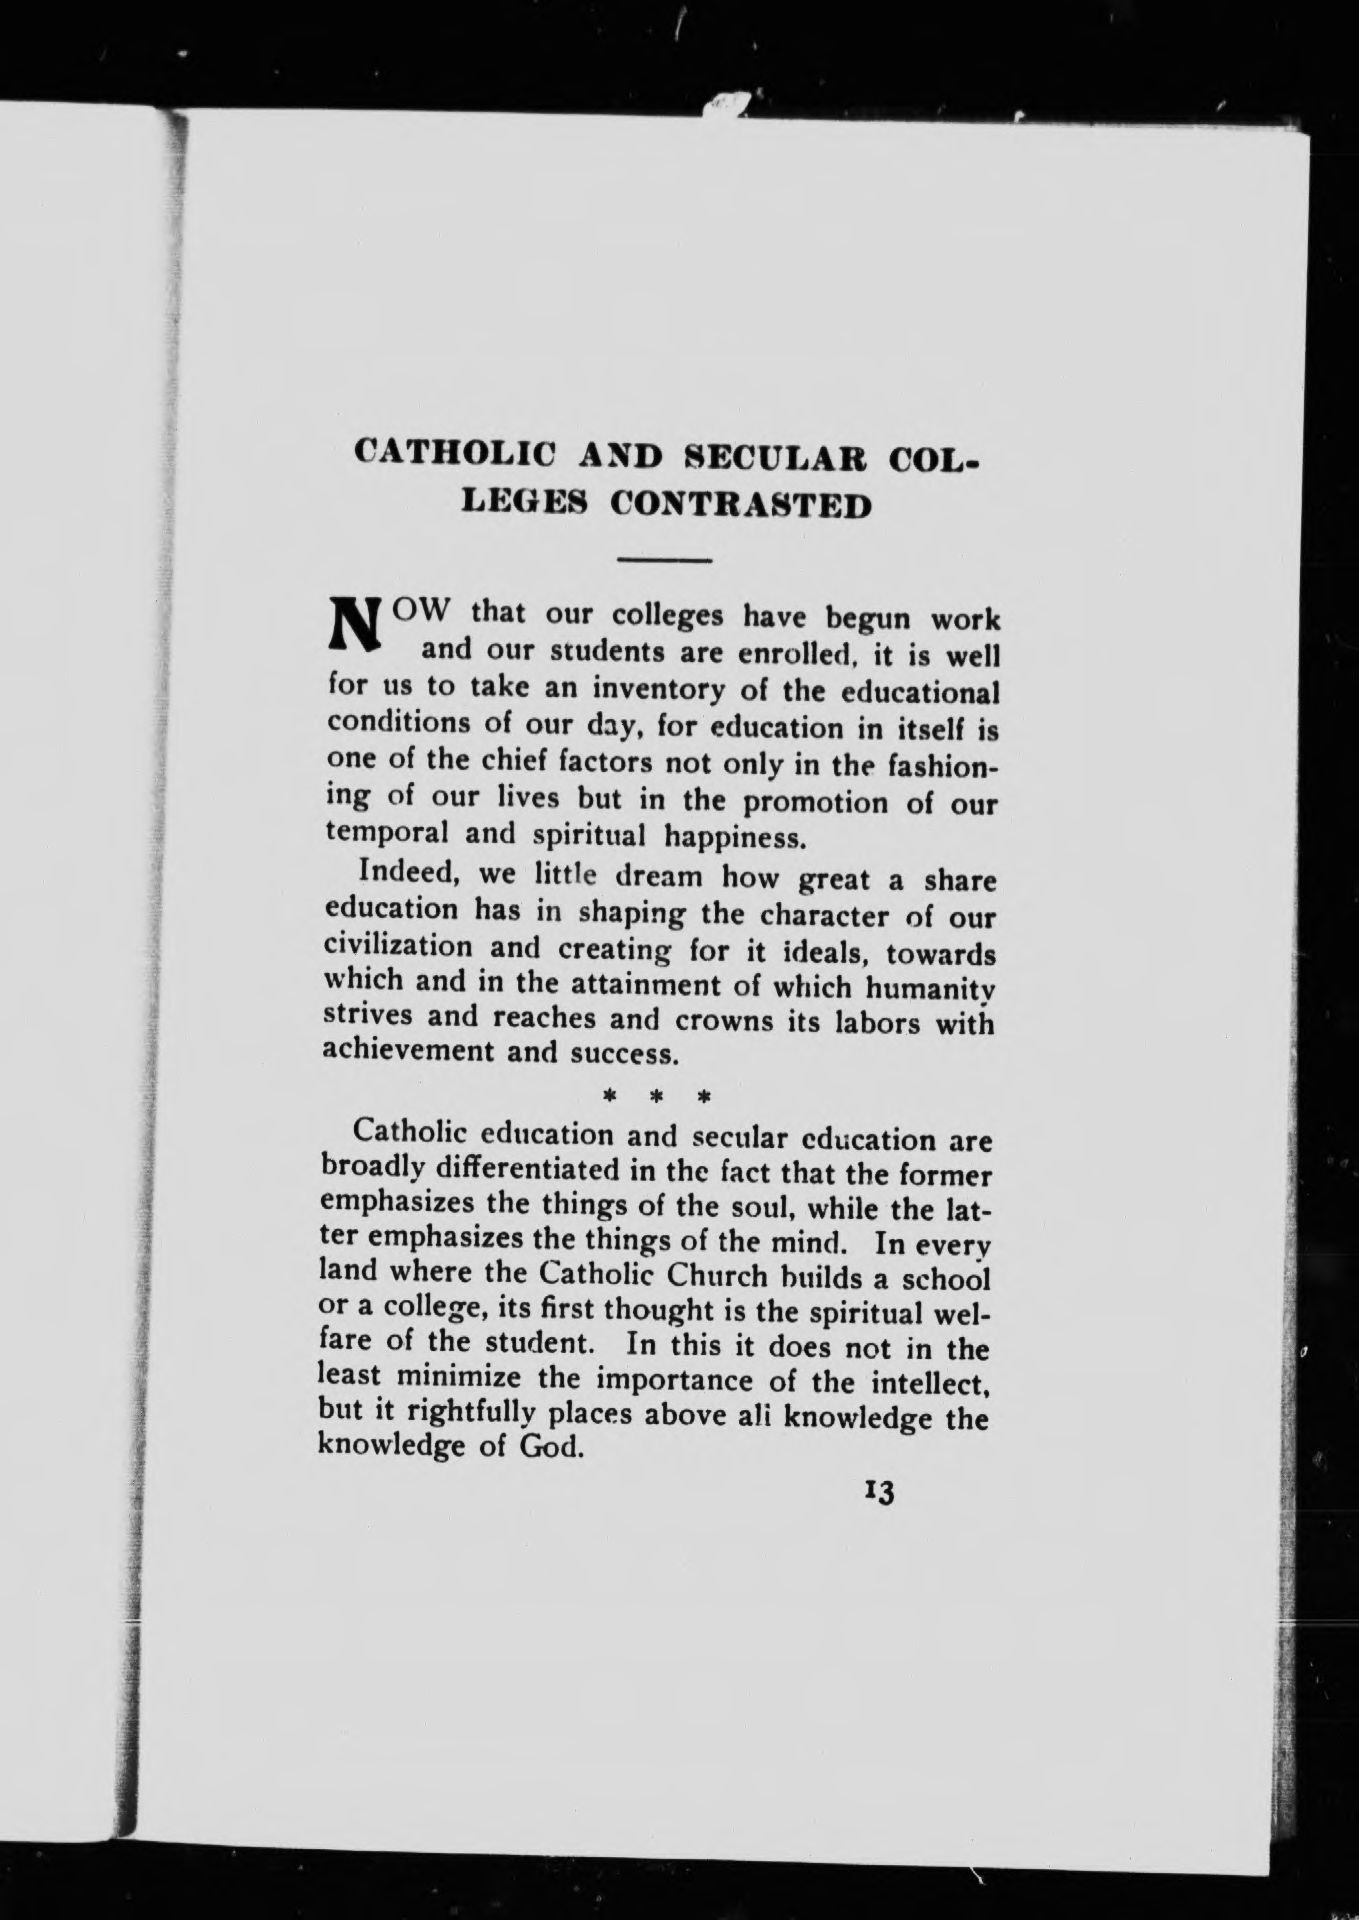 CATHOLIC AND SECULAR COL-
LEGES CONTRASTED
NOW that our colleges have begun work
and our students are enrolled, it is well
for us to take an inventory of the educational
conditions of our day, for education in itself is
one of the chief factors not only in the fashion-
ing of our lives but in the promotion of our
temporal and spiritual happiness.
Indeed, we little dream how great a share
education has in shaping the character of our
civilization and creating for it ideals, towards
which and in the attainment of which humanity
strives and reaches and crowns its labors with
achievement and success.
* * *
Catholic education and secular education are
broadly differentiated in the fact that the former
emphasizes the things of the soul, while the lat-
ter emphasizes the things of the mind. In every
land where the Catholic Church builds a school
or a college, its first thought is the spiritual wel-
fare of the student. In this it does not in the
least minimize the importance of the intellect,
but it rightfully places above all knowledge the
knowledge of God.
13